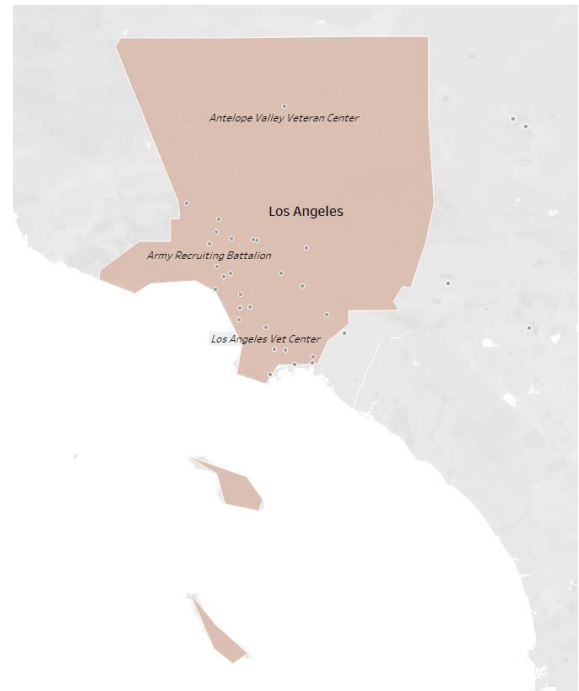 Antelope Valley Veteran Center
Los Angeles
Army Recruiting Battalion
Los Angeles Vet Center